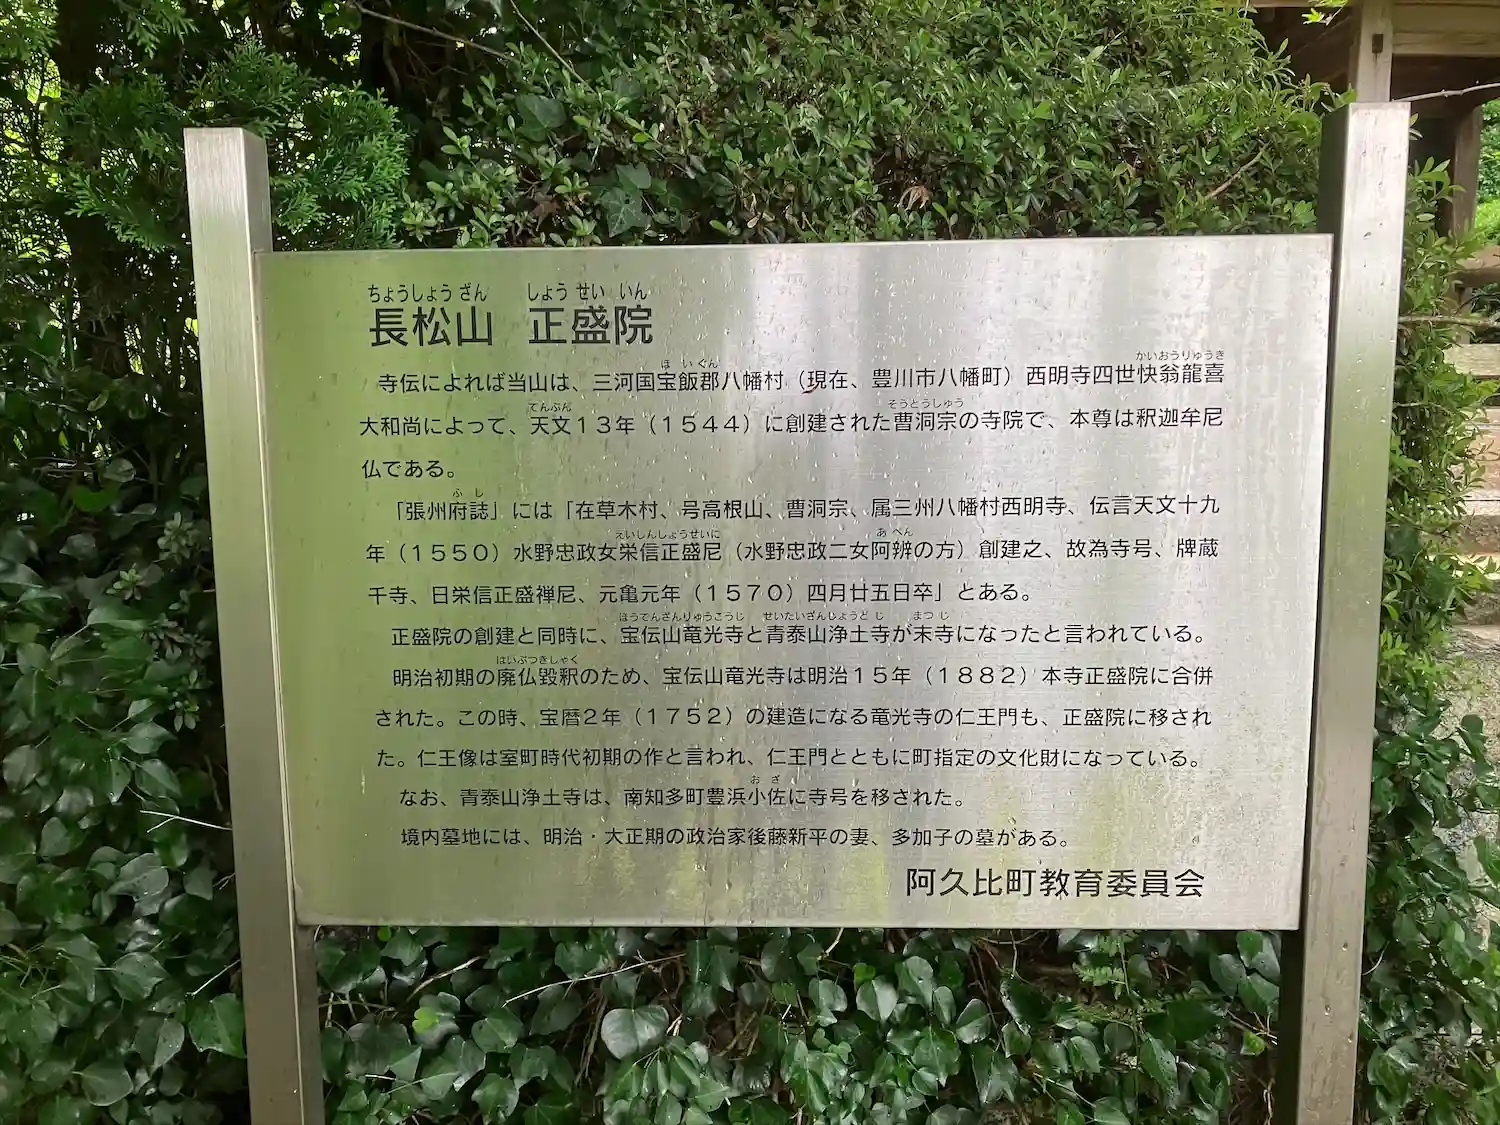 ちょうしょうざん しょうせいいん
長松山 正盛院
ほいぐん かいおうりゅうき
寺伝によれば当山は、三河国宝飯郡八幡村(現在、豊川市八幡町)西明寺四世快翁龍喜
てんぶん そうとうしゅう
大和尚によって、天文13年(1544)に創建された曹洞宗の寺院で、本尊は釈迦牟尼
仏である。
ふし
「張州府誌」には「在草木村、号高根山、曹洞宗、属三州八幡村西明寺、伝言天文十九
えいしんしょうせいに あべん
年(1550)水野忠政女栄信正盛尼(水野忠政二女阿辨の方)創建之、故為寺号、牌蔵
千寺、日栄信正盛禅尼、元亀元年(1570)四月廿五日卒」とある。
ほうでんざんりゅうこうじ せいたいざんじょうどじ まつじ
正盛院の創建と同時に、宝伝山竜光寺と青泰山浄土寺が末寺になったと言われている。
はいぶつきしゃく
明治初期の廃仏毀釈のため、宝伝山竜光寺は明治15年(1882)本寺正盛院に合併
された。この時、宝暦2年(1752)の建造になる竜光寺の仁王門も、正盛院に移され
た。仁王像は室町時代初期の作と言われ、仁王門とともに町指定の文化財になっている。
おざ
なお、青泰山浄土寺は、南知多町豊浜小佐に寺号を移された。
境内墓地には、明治・大正期の政治家後藤新平の妻、多加子の墓がある。
阿久比町教育委員会